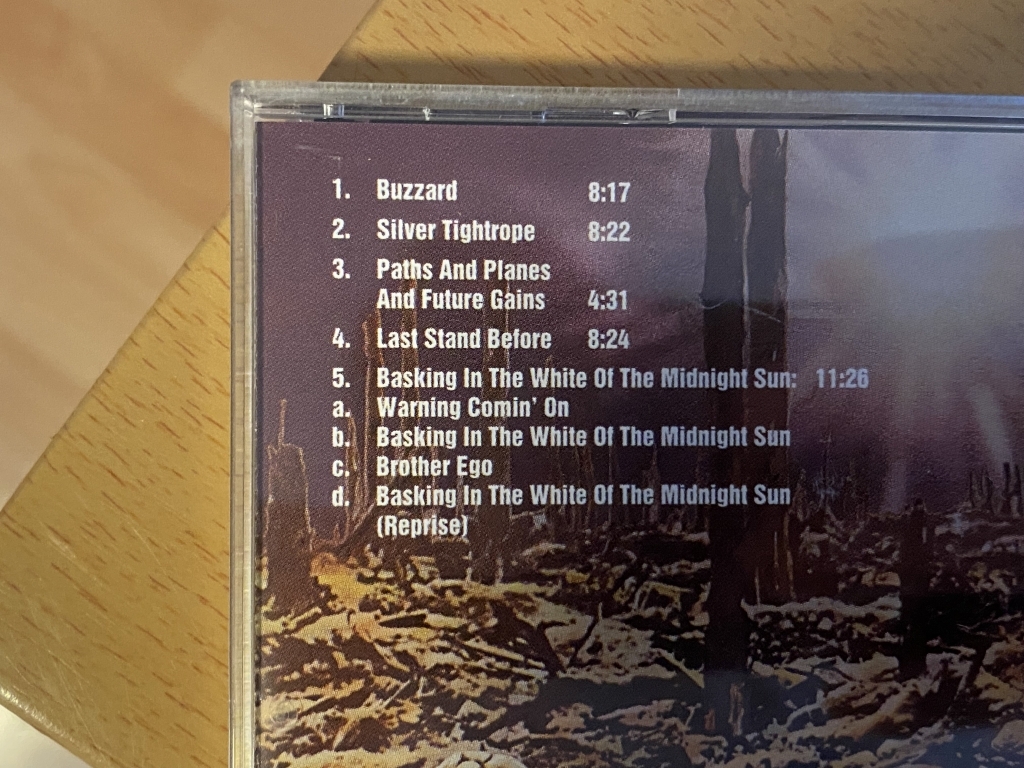 1. Buzzard 8:17
2. Silver Tightrope 8:22
3. Paths And Planes
And Future Gains 4:31
4. Last Stand Before 8:24
5. Basking In The White Of The Midnight Sun: 11:26
a. Warning Comin' On
b. Basking In The White Of The Midnight Sun
c. Brother Ego
d. Basking In The White Of The Midnight Sun
(Reprise)